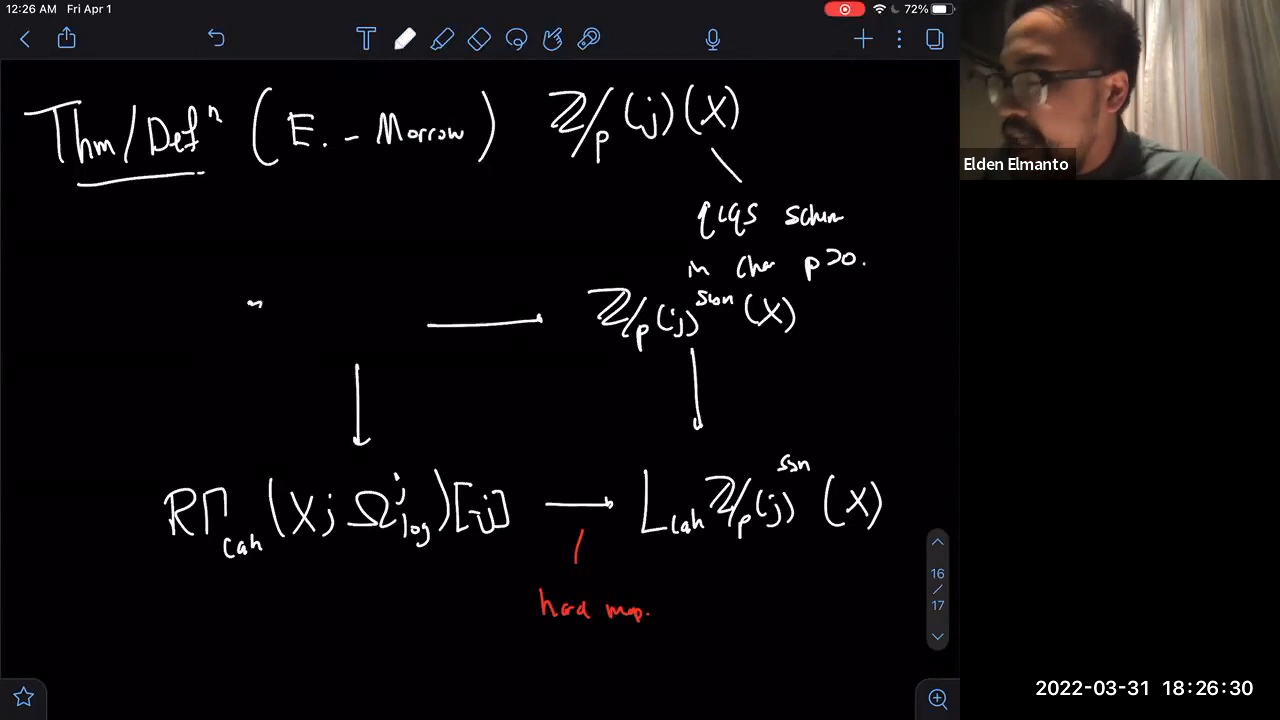 12:26 AM Fri Apr 1
72%
Thm/Defⁿ (E. - Morrow) ℤ/p(j)(X)
Elden Elmanto
qcqs schem
in char p>0.
ℤ/p(j)^syn (X)
RΓ_cdh (X; Ω^j_log)[-j] → L_cdh ℤ/p(j)^syn (X)
hard map.
16
/
17
2022-03-31 18:26:30